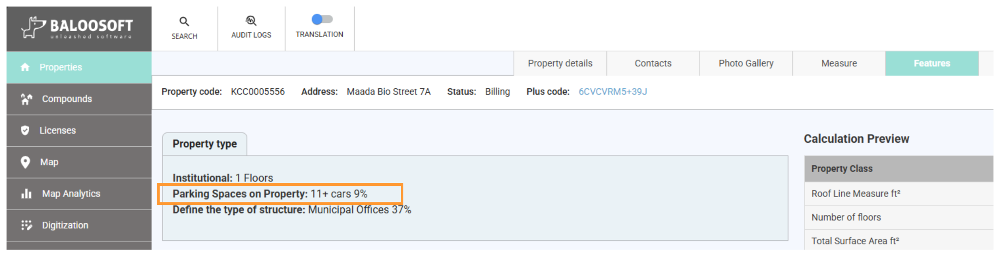 BALOOSOFT
unleashed software
SEARCH
AUDIT LOGS
TRANSLATION
Properties
Compounds
Licenses
Map
Map Analytics
Digitization
Property details
Contacts
Photo Gallery
Measure
Features
Property code: KCC0005556 Address: Maada Bio Street 7A Status: Billing Plus code: 6CVCVRM5+39J
Property type
Institutional: 1 Floors
Parking Spaces on Property: 11+ cars 9%
Define the type of structure: Municipal Offices 37%
Calculation Preview
Property Class
Roof Line Measure ft²
Number of floors
Total Surface Area ft²